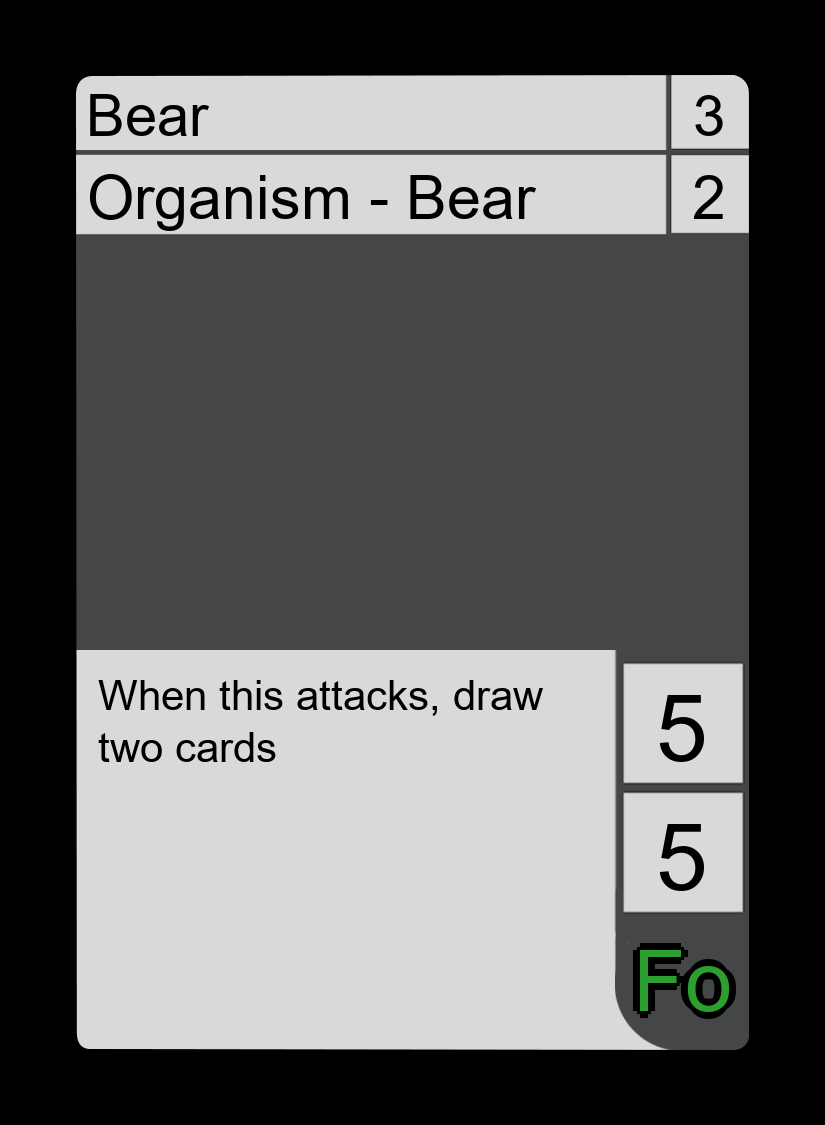 Bear 3
Organism - Bear 2
When this attacks, draw
two cards
5
5
Fo